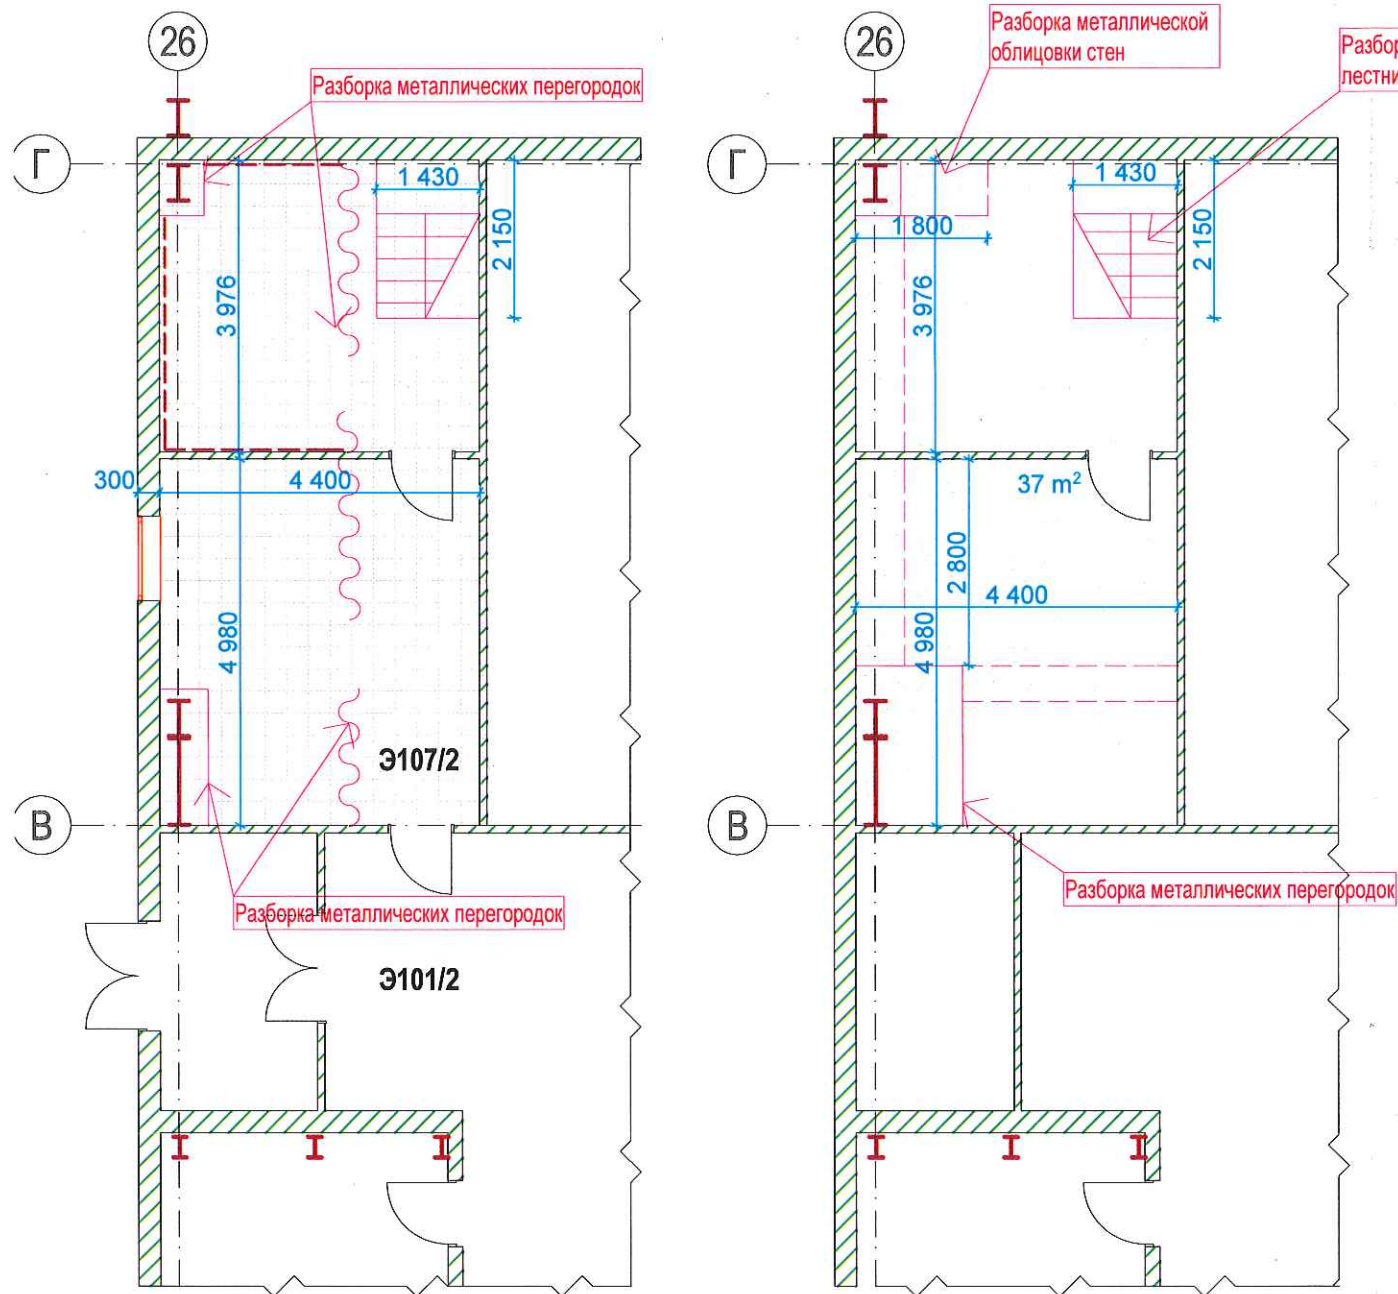 26
Разборка металлических перегородок
Г
1 430
2 150
3 976
300
4 400
4 980
Э107/2
В
Разборка металлических перегородок
Э101/2
26
Разборка металлической
облицовки стен
Г
1 430
1 800
2 150
3 976
37 m²
2 800
4 400
4 980
В
Разборка металлических перегородок